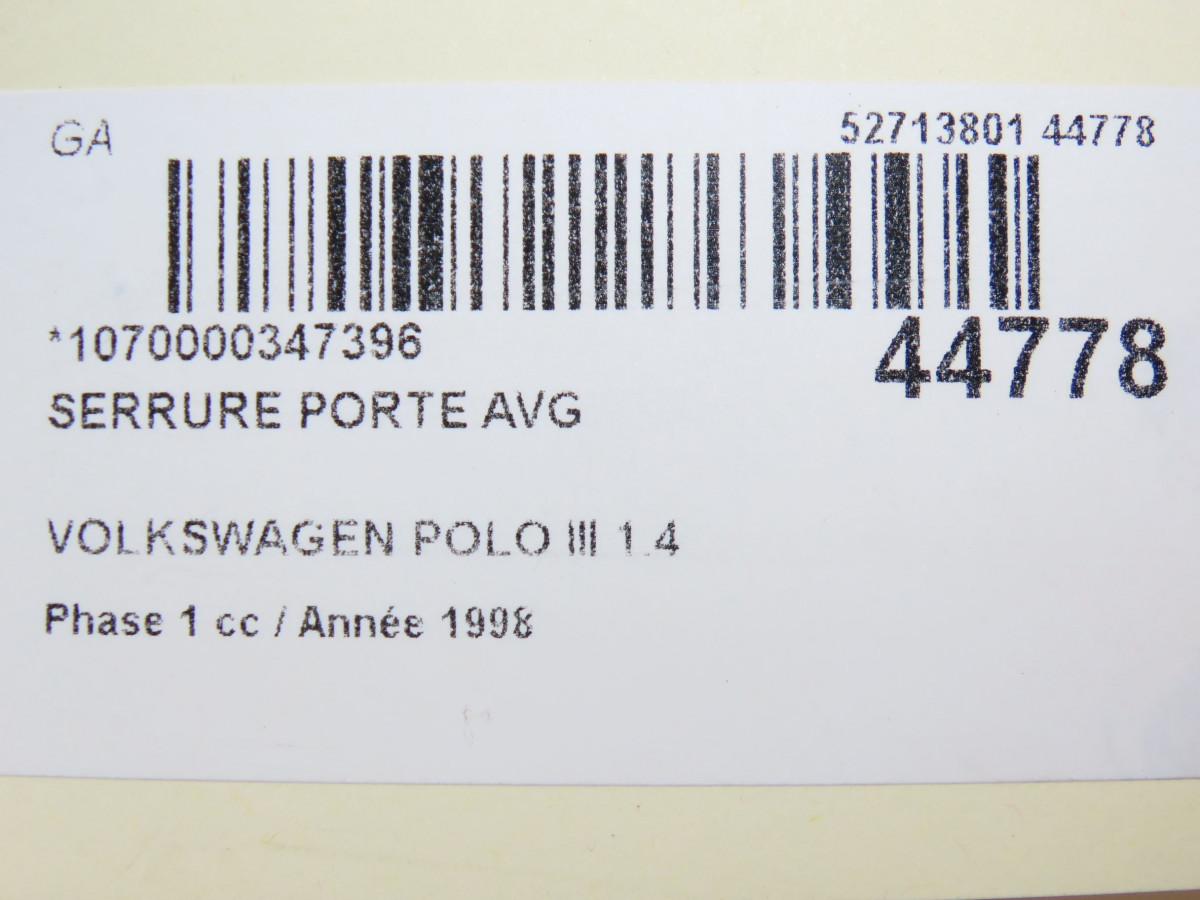 GA
52713801 44778
*1070000347396
44778
SERRURE PORTE AVG
VOLKSWAGEN POLO III 1.4
Phase 1 cc / Année 1998